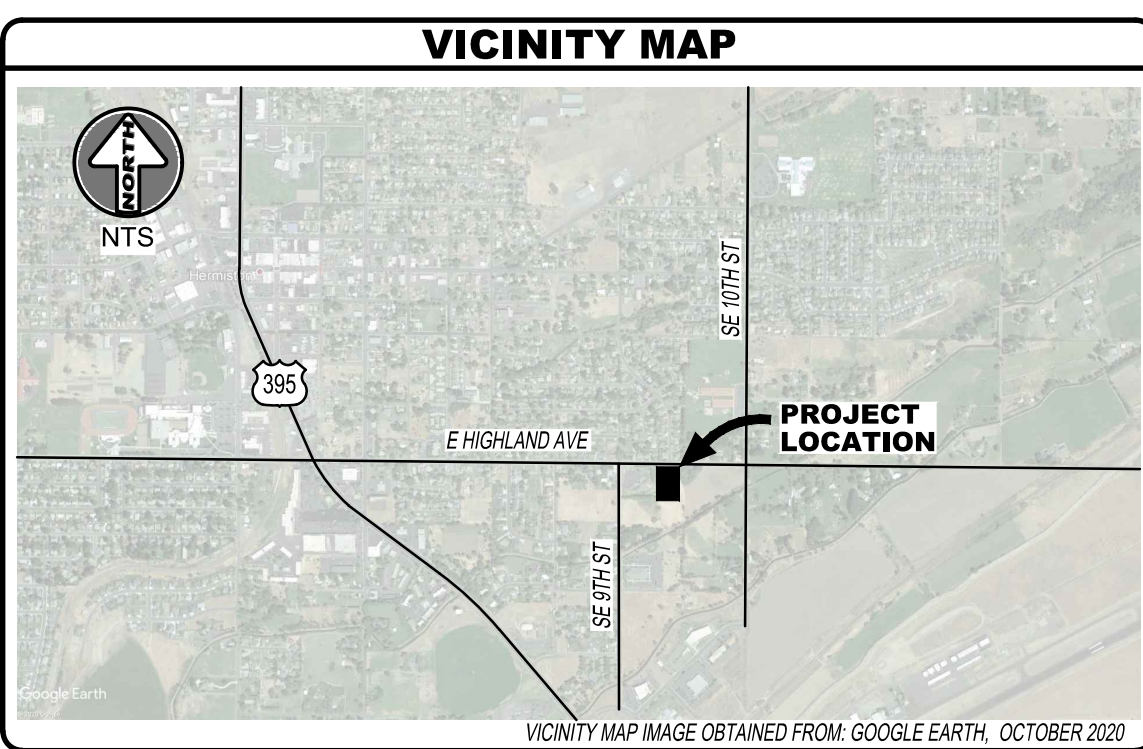 VICINITY MAP
NORTH
NTS
Hermiston
SE 10TH ST
395
PROJECT
LOCATION
E HIGHLAND AVE
SE 9TH ST
Google Earth
VICINITY MAP IMAGE OBTAINED FROM: GOOGLE EARTH, OCTOBER 2020